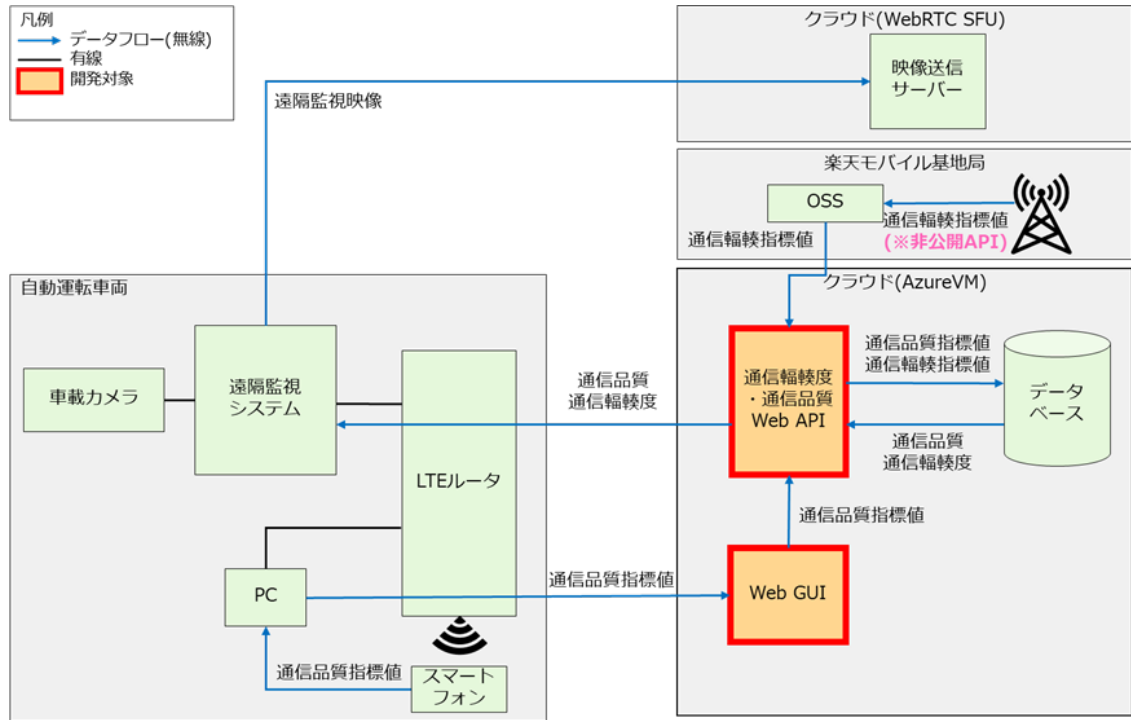 凡例
データフロー(無線)
有線
開発対象
クラウド(WebRTC SFU)
映像送信
サーバー
遠隔監視映像
楽天モバイル基地局
OSS
通信輻輳指標値
(※非公開API)
通信輻輳指標値
自動運転車両
車載カメラ
遠隔監視
システム
LTEルータ
PC
通信品質指標値
スマート
フォン
通信品質
通信輻輳度
通信品質指標値
クラウド(AzureVM)
通信輻輳度
・通信品質
Web API
通信品質指標値
通信輻輳指標値
データ
ベース
通信品質
通信輻輳度
通信品質指標値
Web GUI